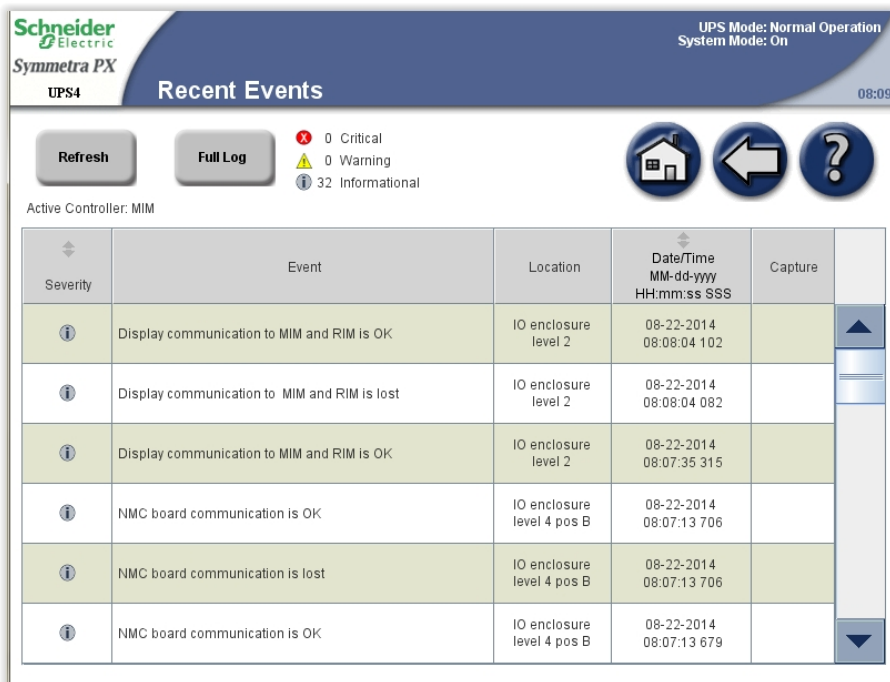 Schneider
Electric
Symmetra PX
UPS4
Recent Events
UPS Mode: Normal Operation
System Mode: On
08:09
Refresh
Full Log
0 Critical
0 Warning
32 Informational
?
Active Controller: MIM
Severity
Event
Location
Date/Time
MM-dd-yyyy
HH:mm:ss SSS
Capture
Display communication to MIM and RIM is OK
IO enclosure
level 2
08-22-2014
08:08:04 102
Display communication to  MIM and RIM is lost
IO enclosure
level 2
08-22-2014
08:08:04 082
Display communication to MIM and RIM is OK
IO enclosure
level 2
08-22-2014
08:07:35 315
NMC board communication is OK
IO enclosure
level 4 pos B
08-22-2014
08:07:13 706
NMC board communication is lost
IO enclosure
level 4 pos B
08-22-2014
08:07:13 706
NMC board communication is OK
IO enclosure
level 4 pos B
08-22-2014
08:07:13 679